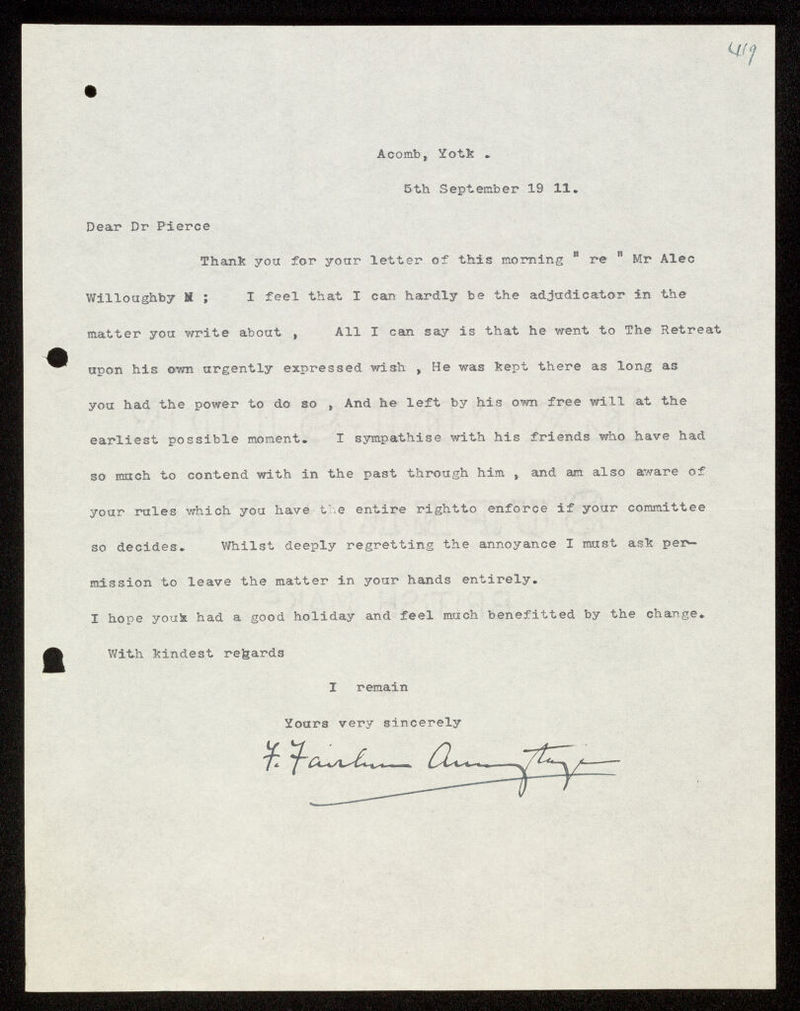 419
Acomb, Yotk .
5th September 19 11.
Dear Dr Pierce
Thank you for your letter of this morning " re " Mr Alec
Willoughby M ; I feel that I can hardly be the adjudicator in the
matter you write about , All I can say is that he went to The Retreat
upon his own urgently expressed wish , He was kept there as long as
you had the power to do so , And he left by his own free will at the
earliest possible moment. I sympathise with his friends who have had
so much to contend with in the past through him , and am also aware of
your rules which you have the entire rightto enforce if your committee
so decides. Whilst deeply regretting the annoyance I must ask per-
mission to leave the matter in your hands entirely.
I hope youk had a good holiday and feel much benefitted by the change.
With kindest regards
I remain
Yours very sincerely
F. Fairburn Armytage